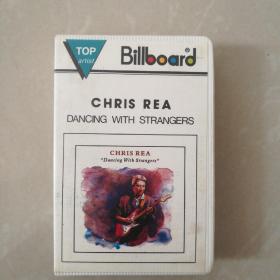 TOP
artist
Billboard®
CHRIS REA
DANCING WITH STRANGERS
CHRIS REA
"Dancing With Strangers"